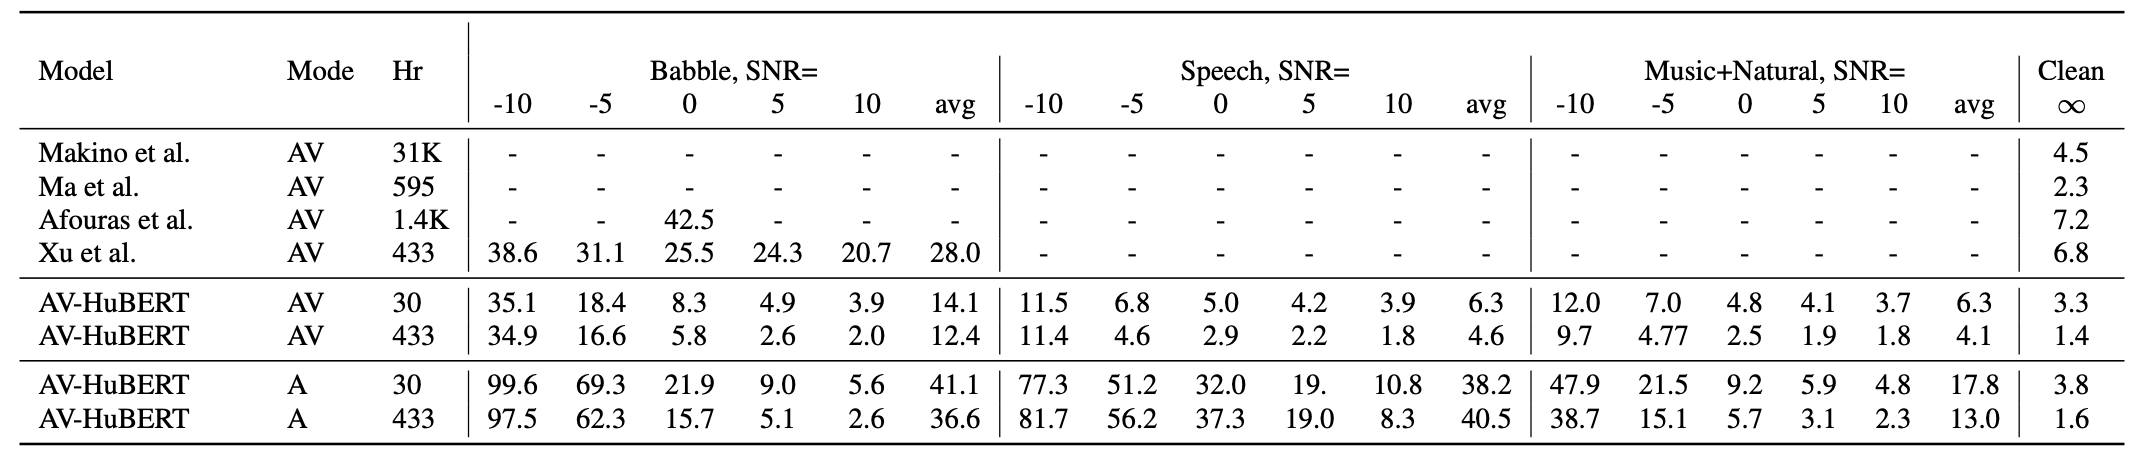 Model Mode Hr Babble, SNR= Speech, SNR= Music+Natural, SNR= Clean
-10 -5 0 5 10 avg -10 -5 0 5 10 avg -10 -5 0 5 10 avg ∞
Makino et al. AV 31K - - - - - - - - - - - - - - - - - - 4.5
Ma et al. AV 595 - - - - - - - - - - - - - - - - - - 2.3
Afouras et al. AV 1.4K - - 42.5 - - - - - - - - - - - - - - - 7.2
Xu et al. AV 433 38.6 31.1 25.5 24.3 20.7 28.0 - - - - - - - - - - - - 6.8
AV-HuBERT AV 30 35.1 18.4 8.3 4.9 3.9 14.1 11.5 6.8 5.0 4.2 3.9 6.3 12.0 7.0 4.8 4.1 3.7 6.3 3.3
AV-HuBERT AV 433 34.9 16.6 5.8 2.6 2.0 12.4 11.4 4.6 2.9 2.2 1.8 4.6 9.7 4.77 2.5 1.9 1.8 4.1 1.4
AV-HuBERT A 30 99.6 69.3 21.9 9.0 5.6 41.1 77.3 51.2 32.0 19. 10.8 38.2 47.9 21.5 9.2 5.9 4.8 17.8 3.8
AV-HuBERT A 433 97.5 62.3 15.7 5.1 2.6 36.6 81.7 56.2 37.3 19.0 8.3 40.5 38.7 15.1 5.7 3.1 2.3 13.0 1.6